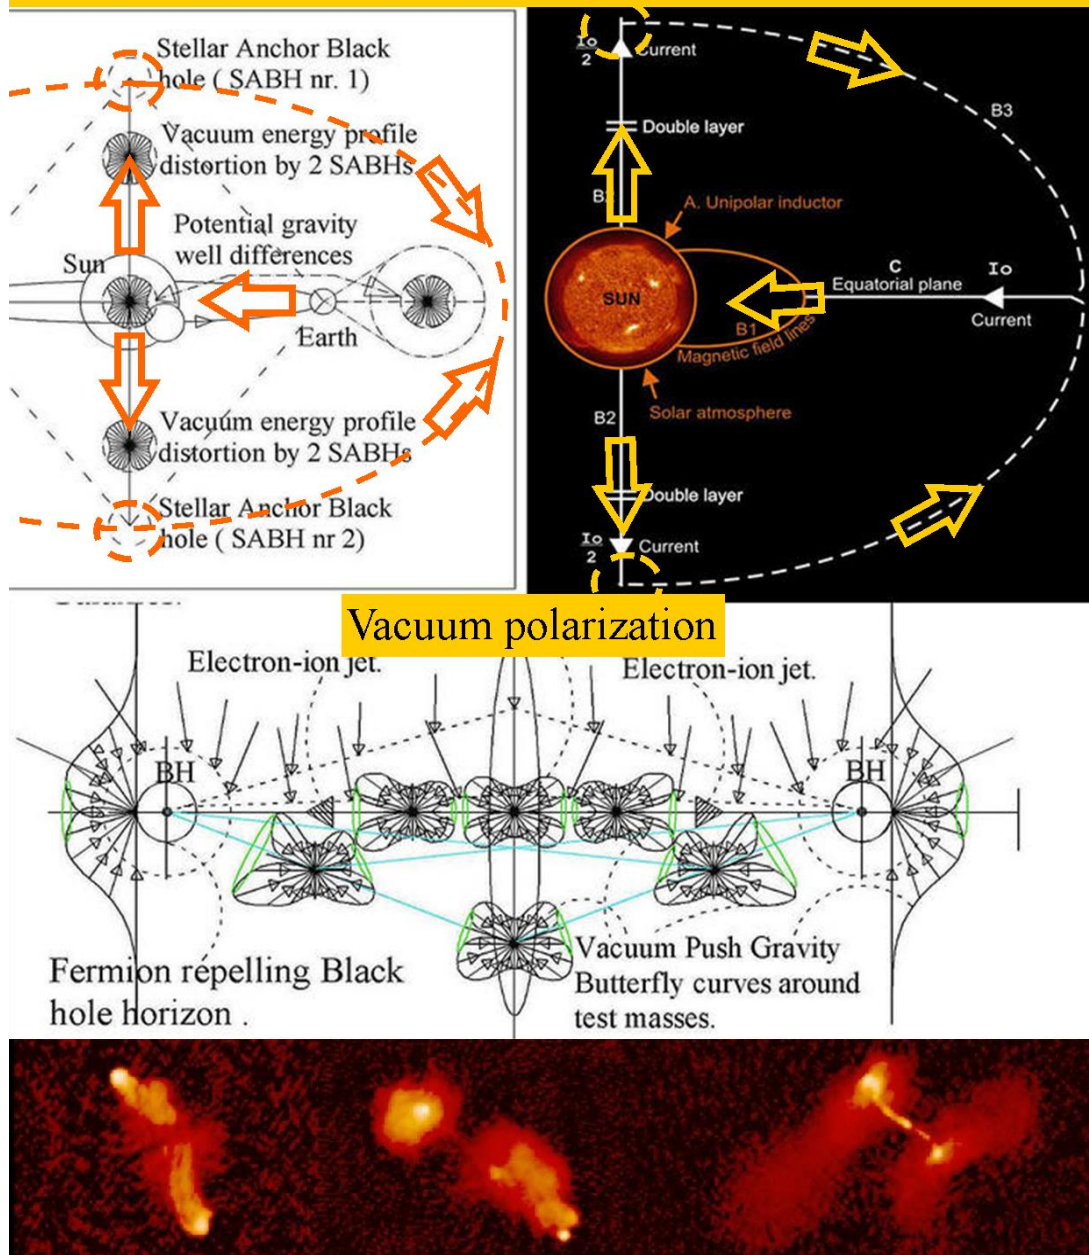 Stellar Anchor Black
hole ( SABH nr. 1)
Vacuum energy profile
distortion by 2 SABHs
Potential gravity
well differences
Sun
Earth
Vacuum energy profile
distortion by 2 SABHs
Stellar Anchor Black
hole ( SABH nr 2)
Io
2
Current
B3
Double layer
A. Unipolar inductor
SUN
C
Equatorial plane
Io
Current
B1
Magnetic field lines
Solar atmosphere
B2
Double layer
Io
2
Current
Vacuum polarization
Electron-ion jet.
Electron-ion jet.
BH
BH
Fermion repelling Black
hole horizon .
Vacuum Push Gravity
Butterfly curves around
test masses.